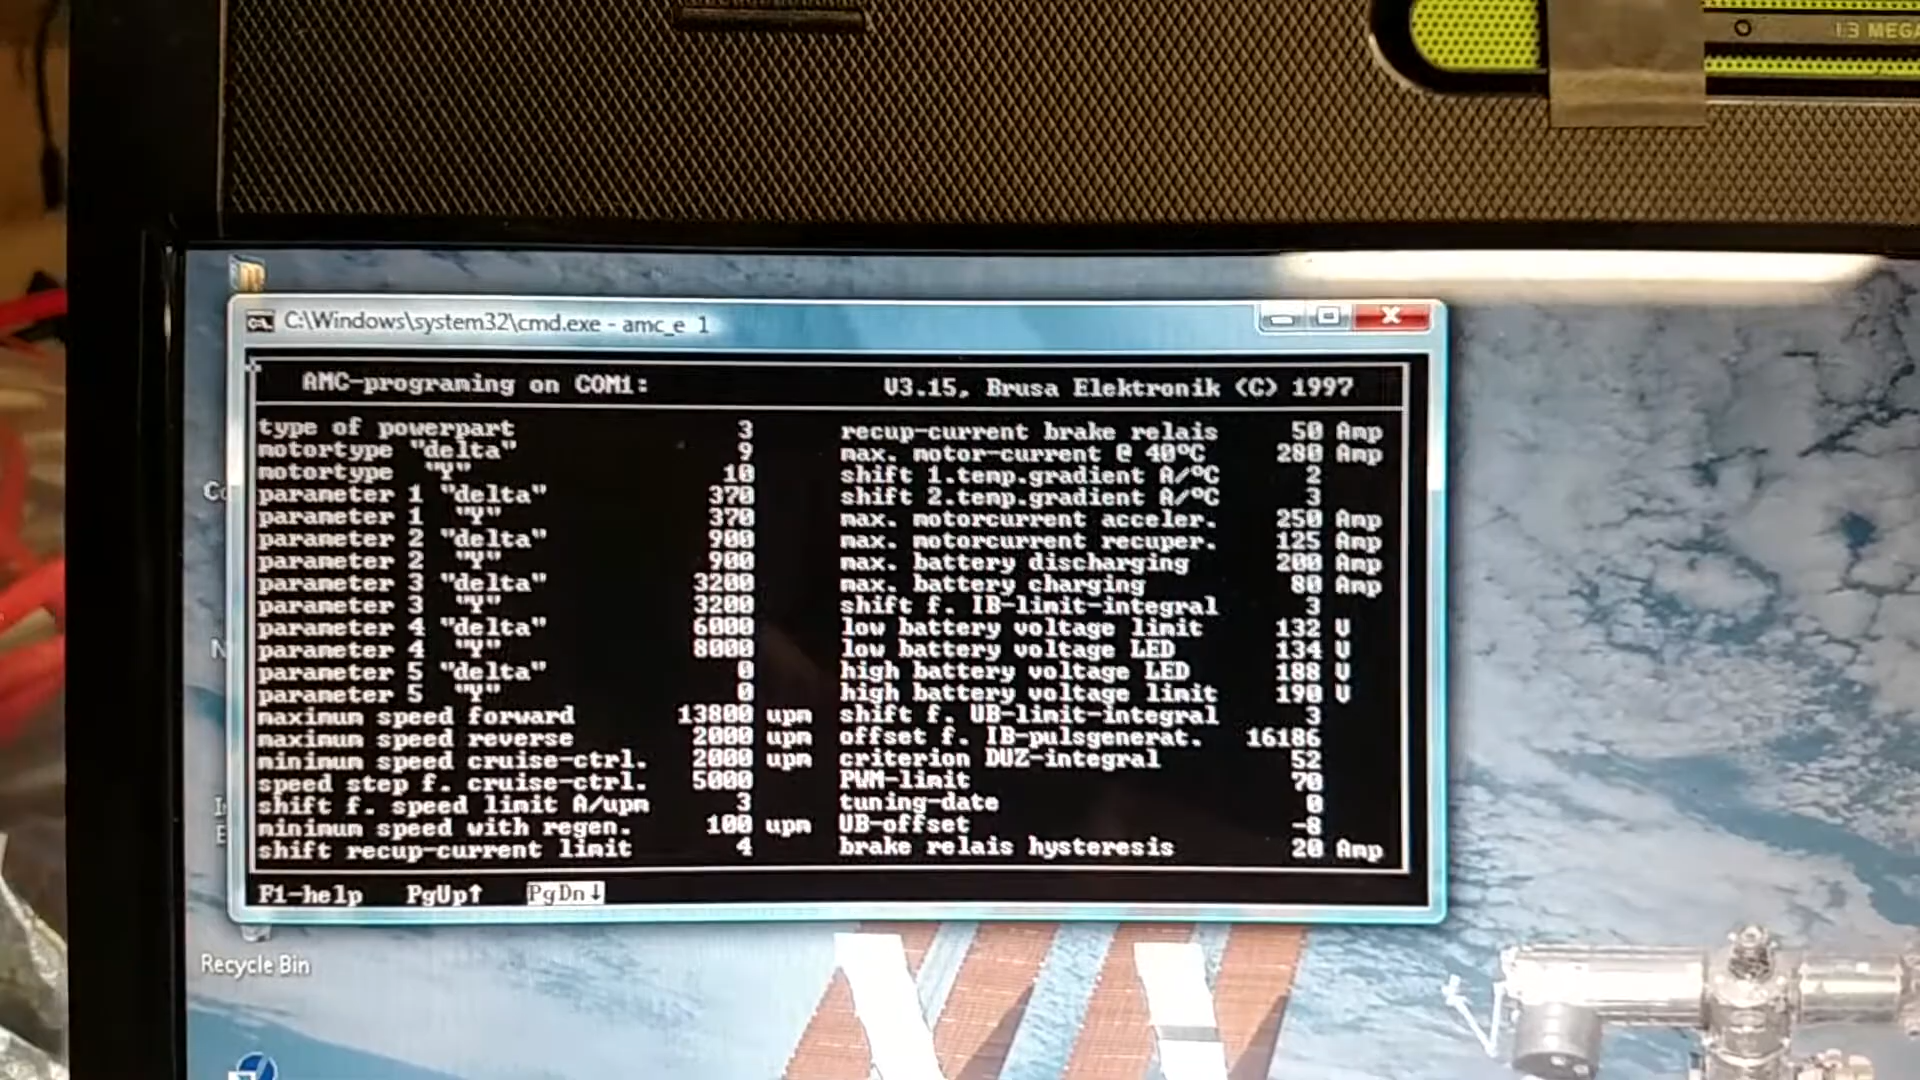 1.3 MEGA
C:\Windows\system32\cmd.exe - amc_e 1
AMC-programing on COM1: V3.15, Brusa Elektronik (C) 1997
type of powerpart 3 recup-current brake relais 50 Amp
motortype "delta" 9 max. motor-current @ 40°C 280 Amp
motortype "Y" 10 shift 1.temp.gradient A/°C 2
parameter 1 "delta" 370 shift 2.temp.gradient A/°C 3
parameter 1 "Y" 370 max. motorcurrent acceler. 250 Amp
parameter 2 "delta" 900 max. motorcurrent recuper. 125 Amp
parameter 2 "Y" 900 max. battery discharging 200 Amp
parameter 3 "delta" 3200 max. battery charging 80 Amp
parameter 3 "Y" 3200 shift f. IB-limit-integral 3
parameter 4 "delta" 6000 low battery voltage limit 132 V
parameter 4 "Y" 8000 low battery voltage LED 134 V
parameter 5 "delta" 0 high battery voltage LED 188 V
parameter 5 "Y" 0 high battery voltage limit 190 V
maximum speed forward 13800 upm shift f. UB-limit-integral 3
maximum speed reverse 2000 upm offset f. IB-pulsgenerat. 16186
minimum speed cruise-ctrl. 2000 upm criterion DUZ-integral 52
speed step f. cruise-ctrl. 5000 PWM-limit 70
shift f. speed limit A/upm 3 tuning-date 0
minimum speed with regen. 100 upm UB-offset -8
shift recup-current limit 4 brake relais hysteresis 20 Amp
F1-help PgUp↑ PgDn↓
Recycle Bin